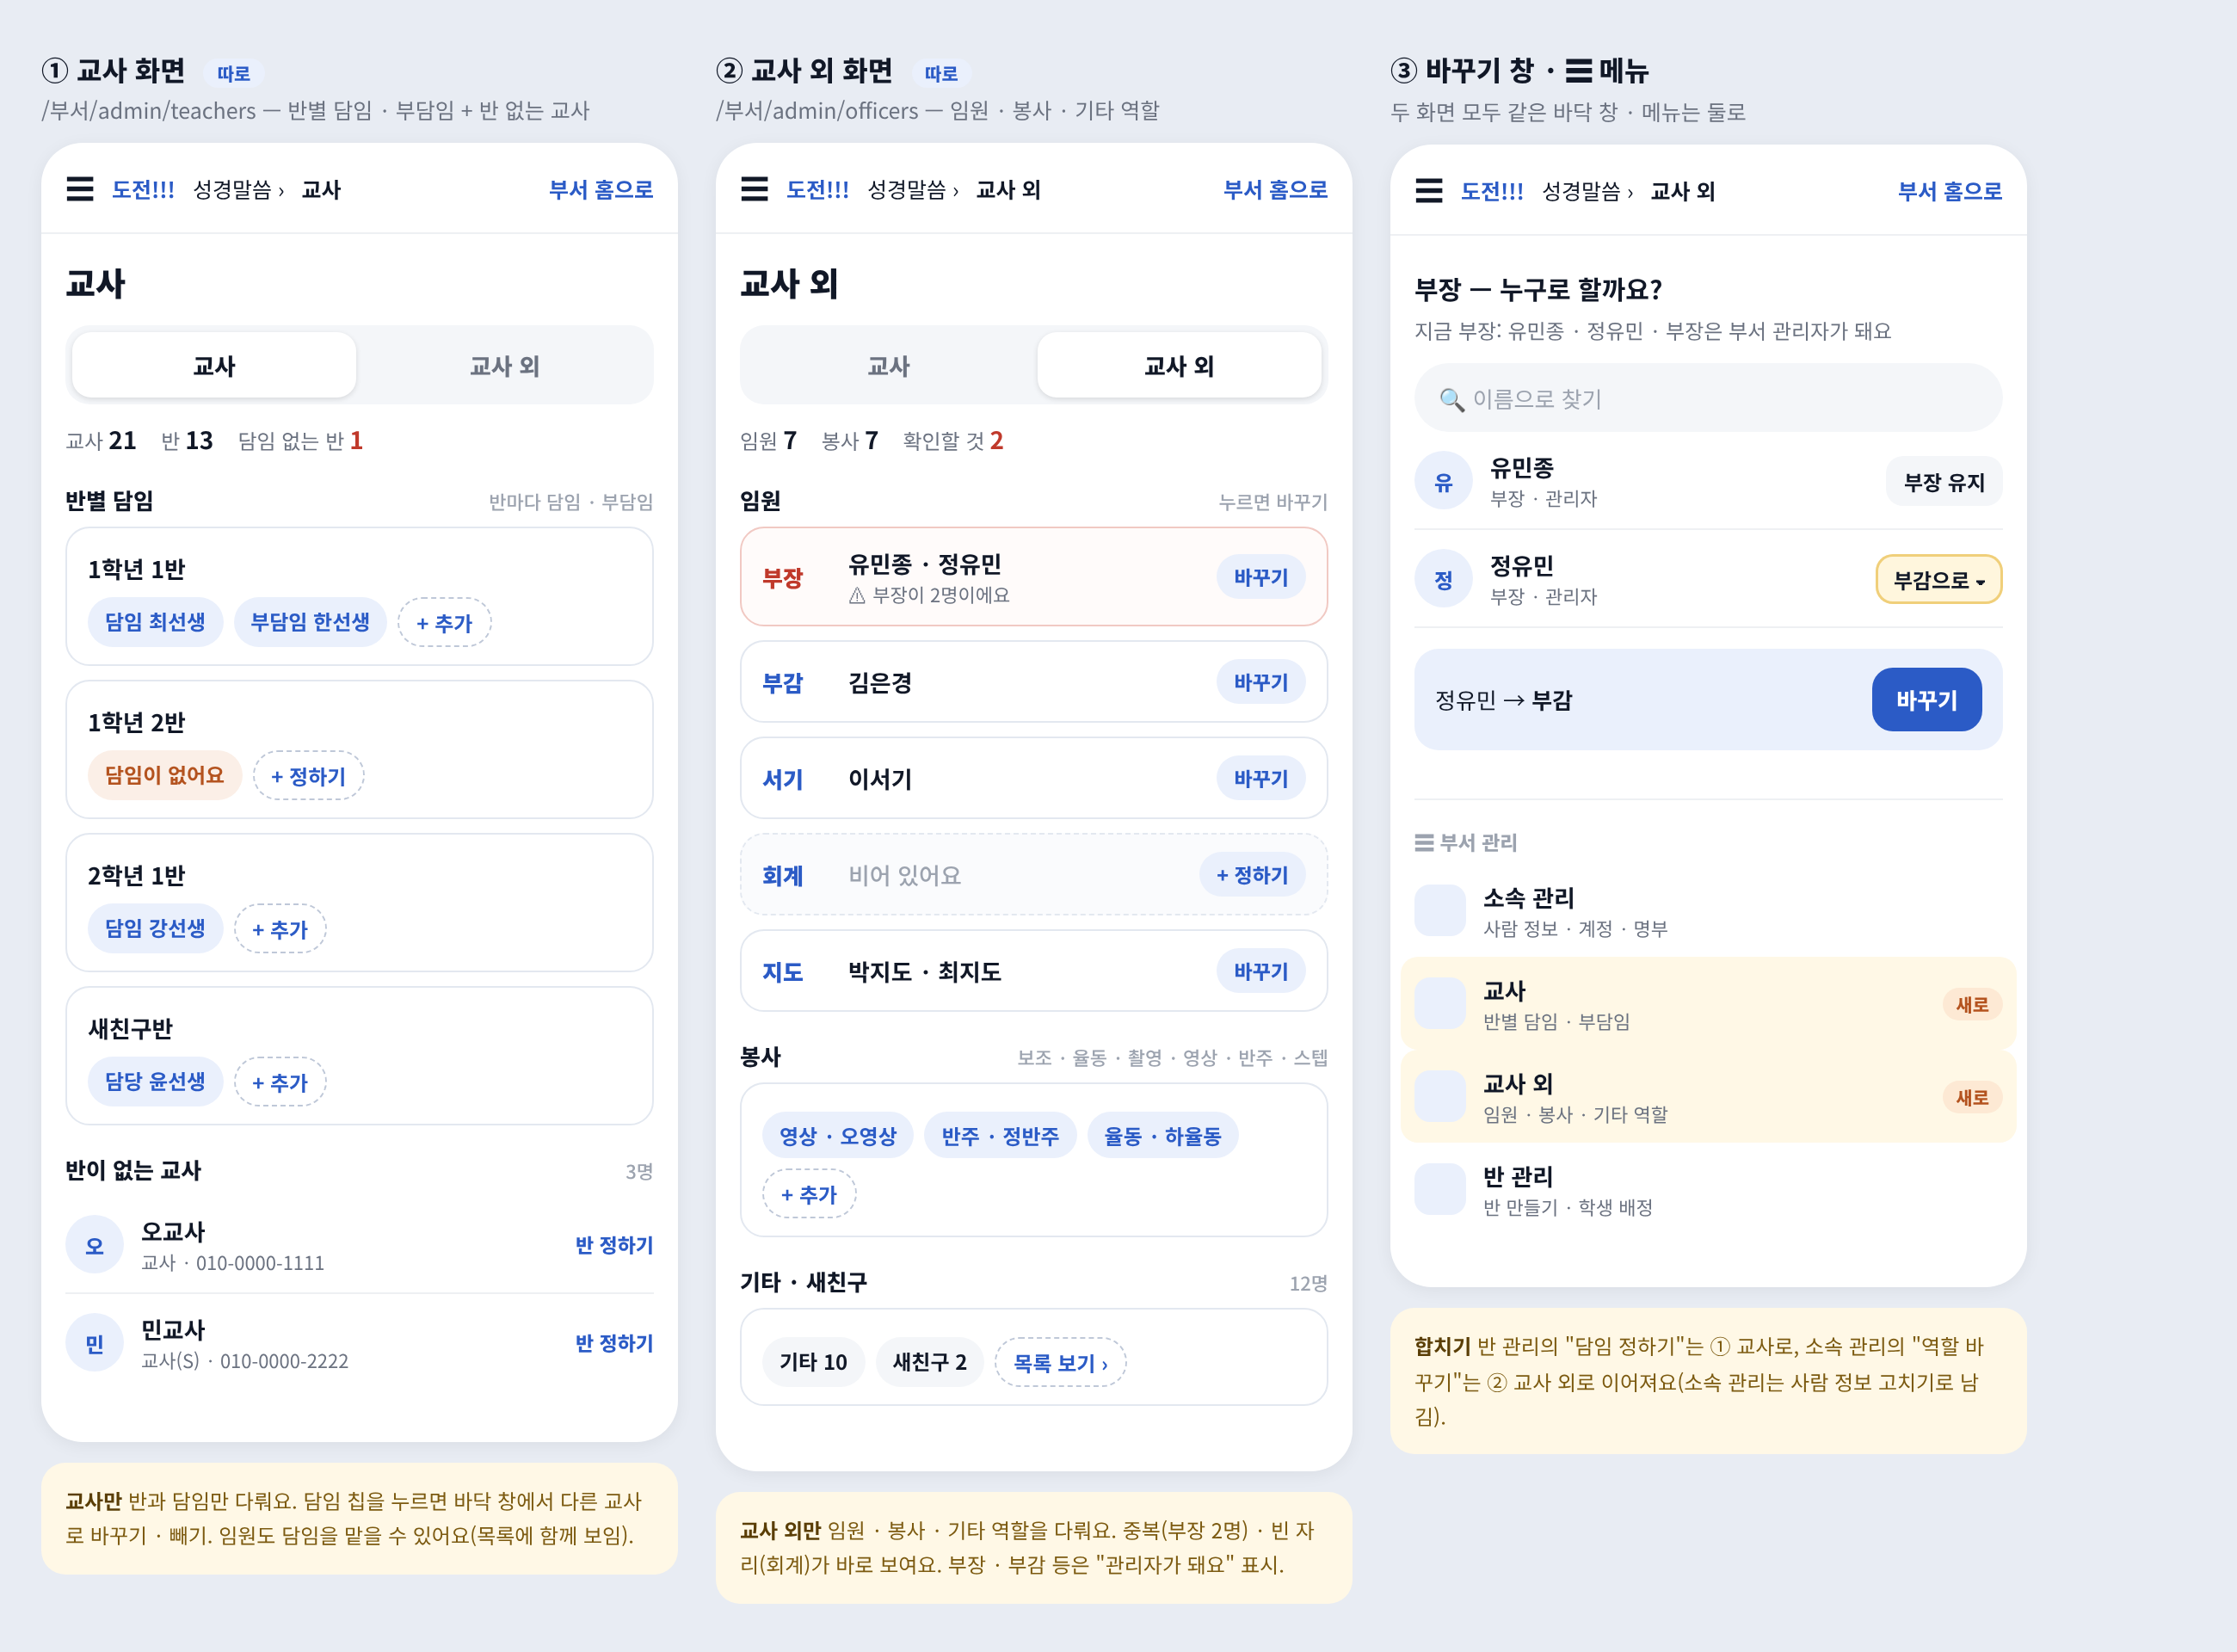 ① 교사 화면 따로
/부서/admin/teachers — 반별 담임 · 부담임 + 반 없는 교사
☰ 도전!!! 성경말씀 › 교사 부서 홈으로
교사
교사 교사 외
교사 21 반 13 담임 없는 반 1
반별 담임 반마다 담임 · 부담임
1학년 1반
담임 최선생 부담임 한선생 + 추가
1학년 2반
담임이 없어요 + 정하기
2학년 1반
담임 강선생 + 추가
새친구반
담당 윤선생 + 추가
반이 없는 교사 3명
오 오교사 반 정하기
교사 · 010-0000-1111
민 민교사 반 정하기
교사(S) · 010-0000-2222
교사만 반과 담임만 다뤄요. 담임 칩을 누르면 바닥 창에서 다른 교사
로 바꾸기 · 빼기. 임원도 담임을 맡을 수 있어요(목록에 함께 보임).
② 교사 외 화면 따로
/부서/admin/officers — 임원 · 봉사 · 기타 역할
☰ 도전!!! 성경말씀 › 교사 외 부서 홈으로
교사 외
교사 교사 외
임원 7 봉사 7 확인할 것 2
임원 누르면 바꾸기
부장 유민종 · 정유민 바꾸기
⚠ 부장이 2명이에요
부감 김은경 바꾸기
서기 이서기 바꾸기
회계 비어 있어요 + 정하기
지도 박지도 · 최지도 바꾸기
봉사 보조 · 율동 · 촬영 · 영상 · 반주 · 스텝
영상 · 오영상 반주 · 정반주 율동 · 하율동
+ 추가
기타 · 새친구 12명
기타 10 새친구 2 목록 보기 ›
교사 외만 임원 · 봉사 · 기타 역할을 다뤄요. 중복(부장 2명) · 빈 자
리(회계)가 바로 보여요. 부장 · 부감 등은 "관리자가 돼요" 표시.
③ 바꾸기 창 · ☰ 메뉴
두 화면 모두 같은 바닥 창 · 메뉴는 둘로
☰ 도전!!! 성경말씀 › 교사 외 부서 홈으로
부장 — 누구로 할까요?
지금 부장: 유민종 · 정유민 · 부장은 부서 관리자가 돼요
🔍 이름으로 찾기
유 유민종 부장 유지
부장 · 관리자
정 정유민 부감으로 ▾
부장 · 관리자
정유민 → 부감 바꾸기
☰ 부서 관리
소속 관리
사람 정보 · 계정 · 명부
교사 새로
반별 담임 · 부담임
교사 외 새로
임원 · 봉사 · 기타 역할
반 관리
반 만들기 · 학생 배정
합치기 반 관리의 "담임 정하기"는 ① 교사로, 소속 관리의 "역할 바
꾸기"는 ② 교사 외로 이어져요(소속 관리는 사람 정보 고치기로 남
김).